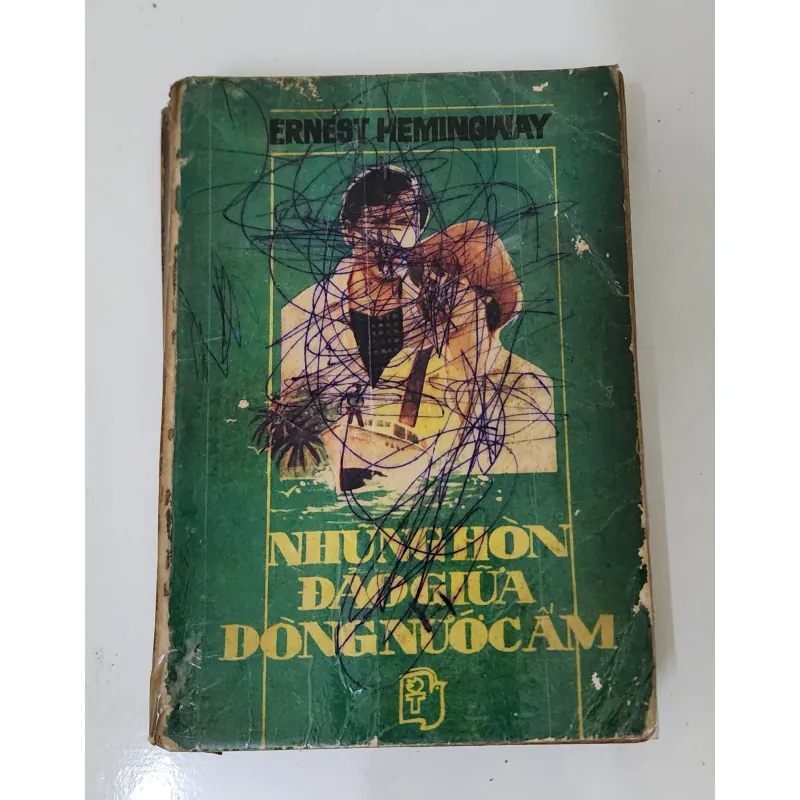 ERNEST HEMINGWAY
NHỮNG HÒN
ĐẢO GIỮA
DÒNG NƯỚC ẤM